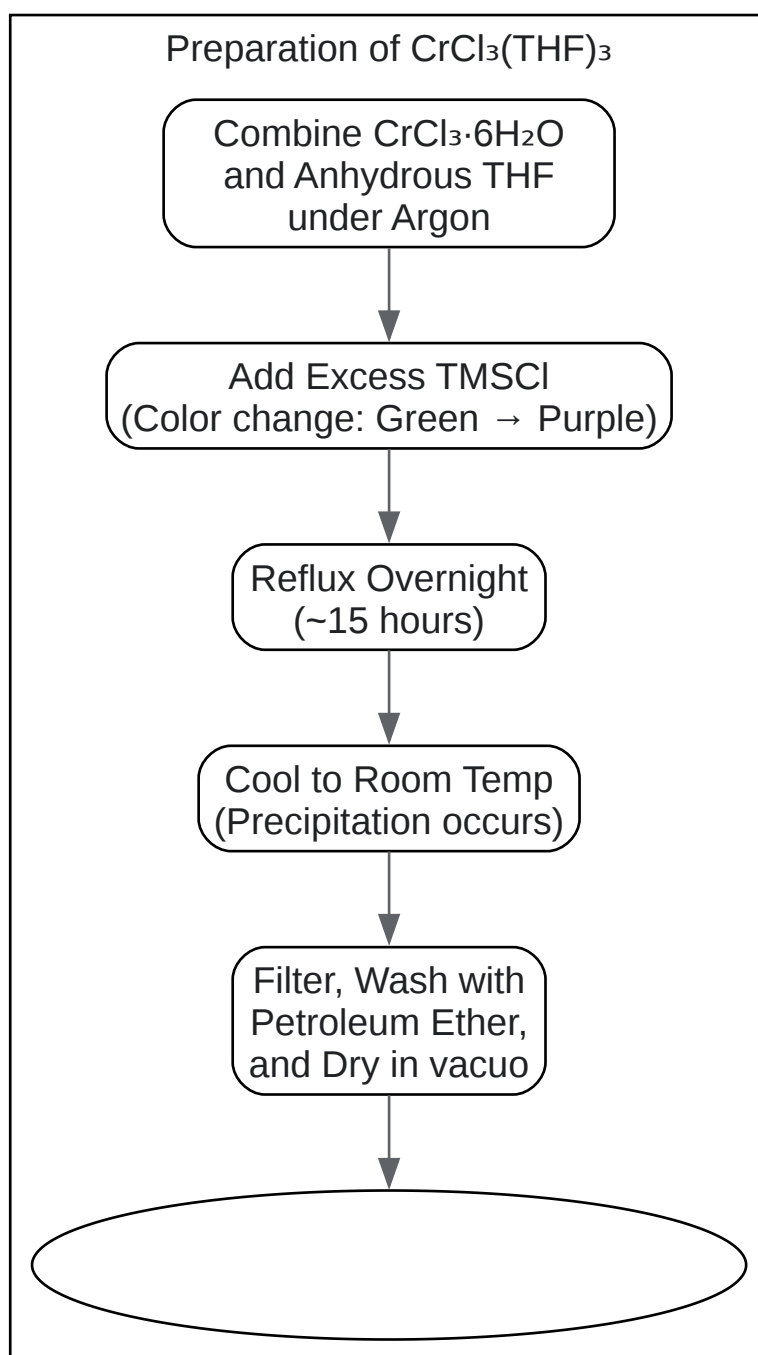 Preparation of CrCl₃(THF)₃
Combine CrCl₃·6H₂O
and Anhydrous THF
under Argon
Add Excess TMSCl
(Color change: Green → Purple)
Reflux Overnight
(~15 hours)
Cool to Room Temp
(Precipitation occurs)
Filter, Wash with
Petroleum Ether,
and Dry in vacuo